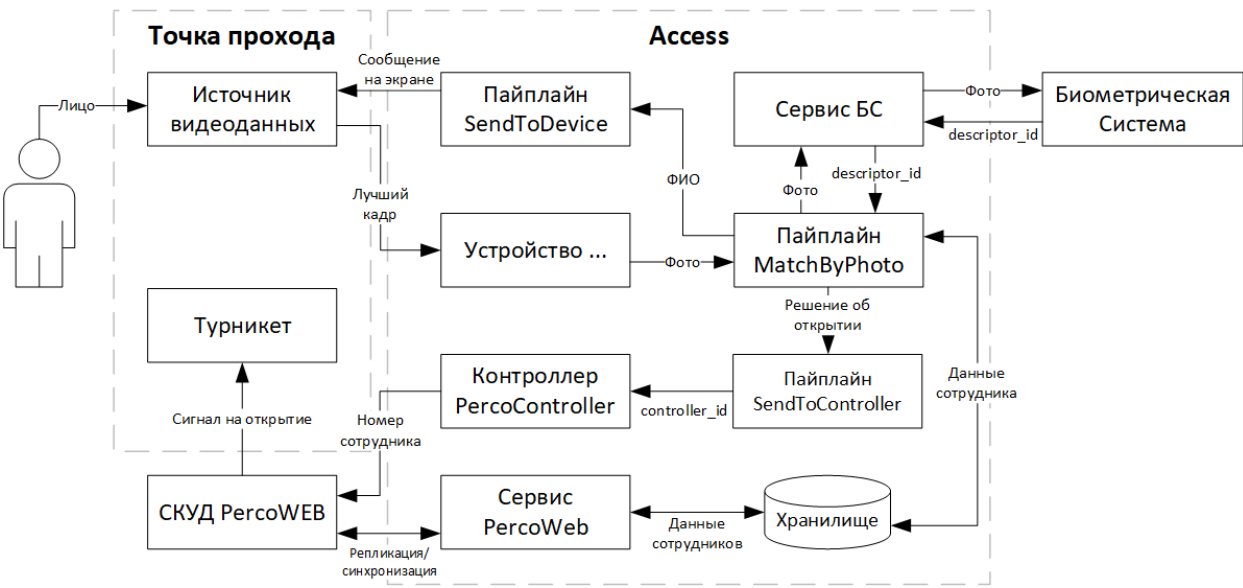 Точка прохода
Access
Лицо
Источник
видеоданных
Сообщение
на экране
Пайплайн
SendToDevice
Сервис БС
Фото
descriptor_id
Биометрическая
Система
Лучший
кадр
ФИО
Фото
descriptor_id
Устройство ...
Фото
Пайплайн
MatchByPhoto
Турникет
Решение об
открытии
Данные
сотрудника
Сигнал на открытие
Номер
сотрудника
Контроллер
PercoController
controller_id
Пайплайн
SendToController
СКУД PercoWEB
Репликация/
синхронизация
Сервис
PercoWeb
Данные
сотрудников
Хранилище